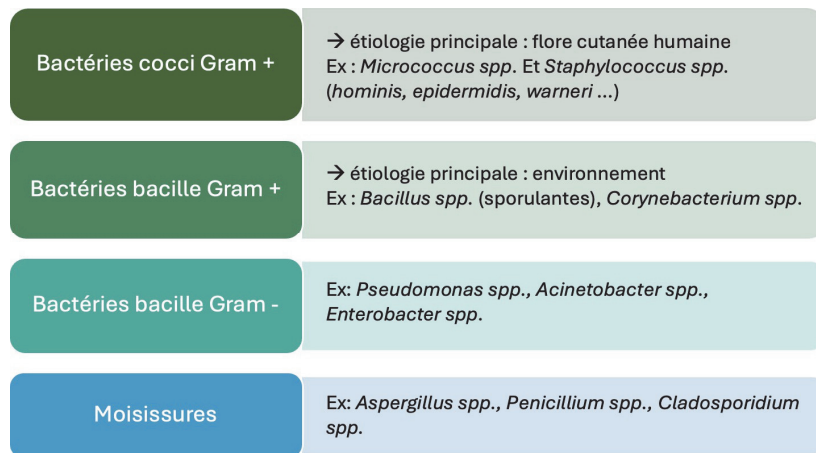 Bactéries cocci Gram +
→ étiologie principale : flore cutanée humaine
Ex : Micrococcus spp. Et Staphylococcus spp.
(hominis, epidermidis, warneri ...)
Bactéries bacille Gram +
→ étiologie principale : environnement
Ex : Bacillus spp. (sporulantes), Corynebacterium spp.
Bactéries bacille Gram -
Ex: Pseudomonas spp., Acinetobacter spp.,
Enterobacter spp.
Moisissures
Ex: Aspergillus spp., Penicillium spp., Cladosporidium
spp.